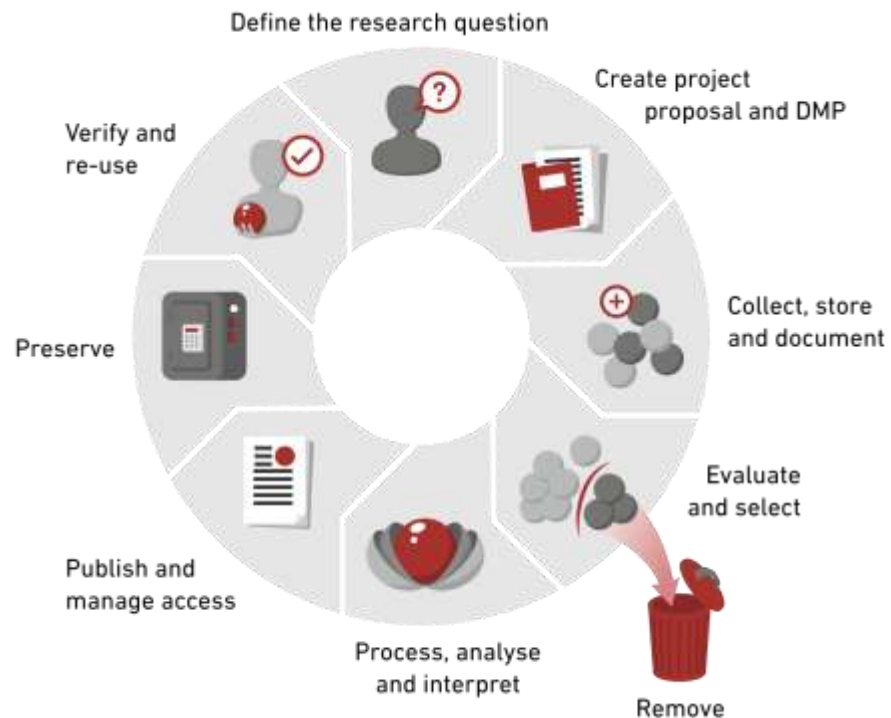 Define the research question
Create project
proposal and DMP
Collect, store
and document
Evaluate
and select
Remove
Process, analyse
and interpret
Publish and
manage access
Preserve
Verify and
re-use
?